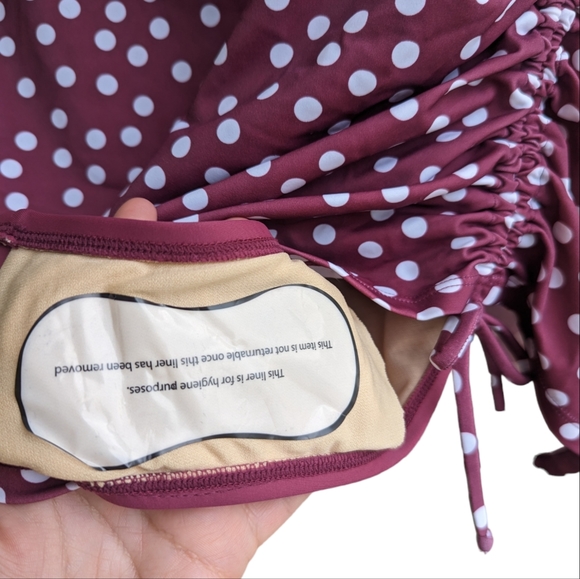 This liner is for hygiene purposes.
This item is not returnable once this liner has been removed